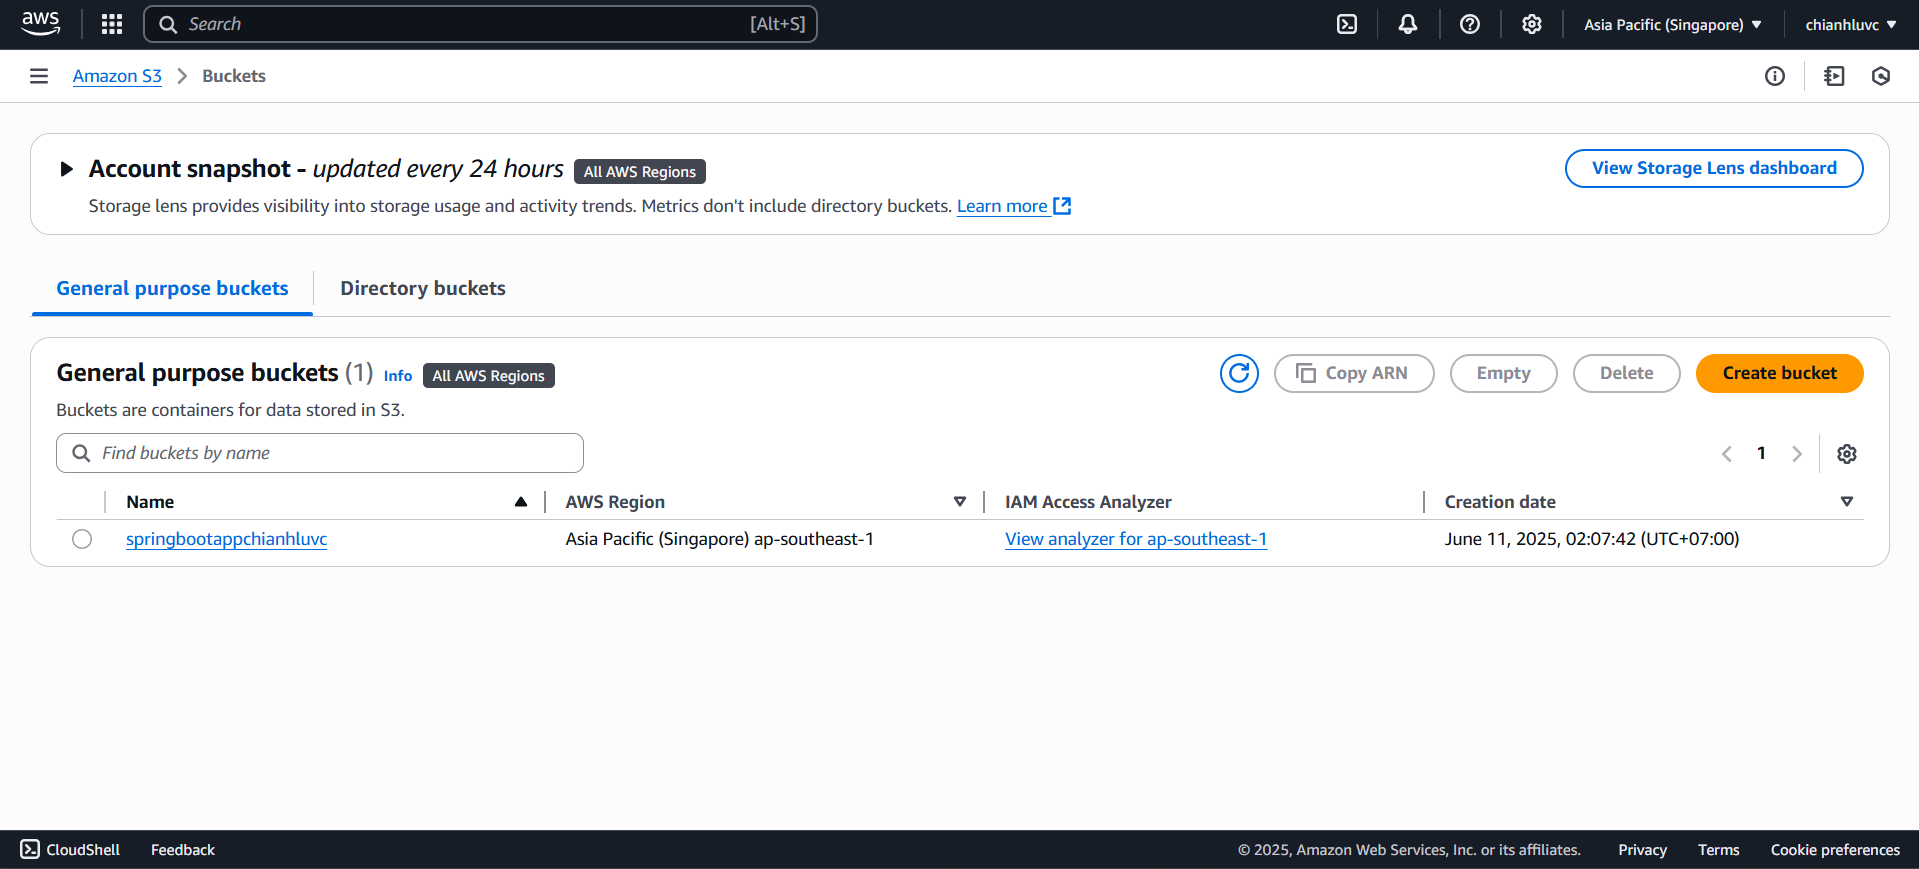 aws
Search [Alt+S] Asia Pacific (Singapore) chianhluvc
Amazon S3 Buckets
Account snapshot - updated every 24 hours All AWS Regions View Storage Lens dashboard
Storage lens provides visibility into storage usage and activity trends. Metrics don't include directory buckets. Learn more
General purpose buckets Directory buckets
General purpose buckets (1) Info All AWS Regions Copy ARN Empty Delete Create bucket
Buckets are containers for data stored in S3.
Find buckets by name 1
Name AWS Region IAM Access Analyzer Creation date
springbootappchianhluvc Asia Pacific (Singapore) ap-southeast-1 View analyzer for ap-southeast-1 June 11, 2025, 02:07:42 (UTC+07:00)
CloudShell Feedback © 2025, Amazon Web Services, Inc. or its affiliates. Privacy Terms Cookie preferences